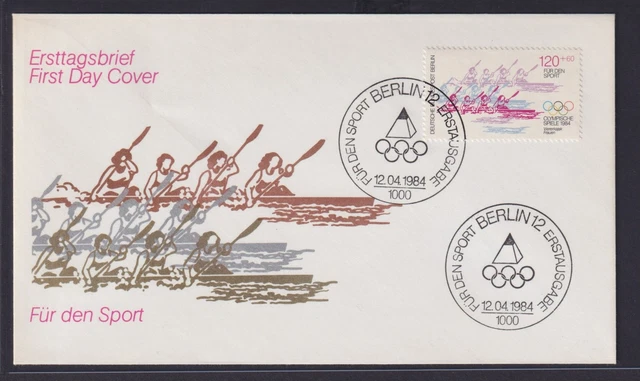 Ersttagsbrief
First Day Cover
Für den Sport
DEUTSCHE BUNDESPOST BERLIN
120+60
FÜR DEN
SPORT
OLYMPISCHE
SPIELE 1984
FÜR DEN SPORT BERLIN 12 ERSTAUSGABE
12.04.1984
1000
FÜR DEN SPORT BERLIN 12 ERSTAUSGABE
12.04.1984
1000